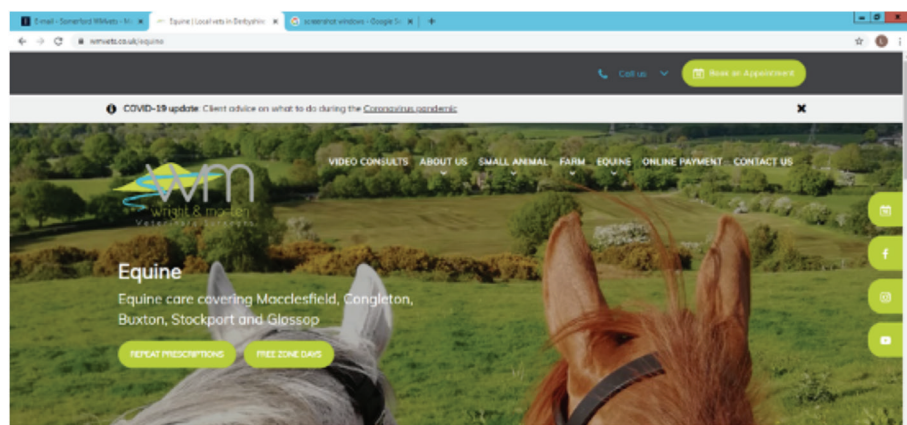 E-mail - Somerford WMvets - M
Equine | Local vets in Derbyshire
screenshot windows - Google S
wmvets.co.uk/equine
Call us
Book an Appointment
COVID-19 update: Client advice on what to do during the Coronavirus pandemic
VIDEO CONSULTS ABOUT US SMALL ANIMAL FARM EQUINE ONLINE PAYMENT CONTACT US
wm
wright & morten
Veterinary Surgeons
Equine
Equine care covering Macclesfield, Congleton,
Buxton, Stockport and Glossop
REPEAT PRESCRIPTIONS FREE ZONE DAYS